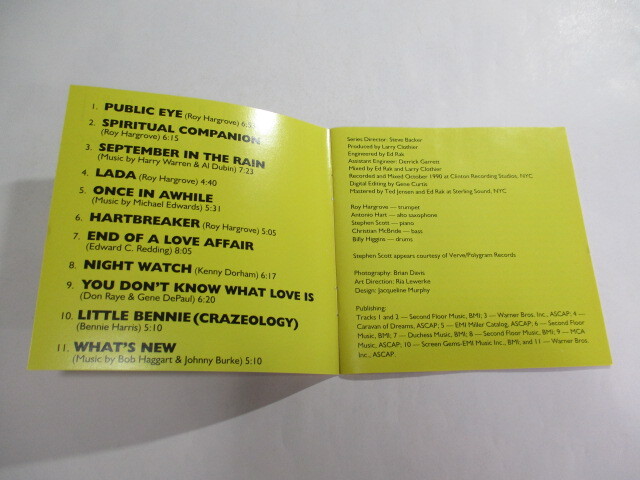 1. PUBLIC EYE (Roy Hargrove)
2. SPIRITUAL COMPANION
(Roy Hargrove) 6:15
3. SEPTEMBER IN THE RAIN
(Music by Harry Warren & Al Dubin) 7:23
4. LADA (Roy Hargrove) 4:40
5. ONCE IN AWHILE
(Music by Michael Edwards) 5:31
6. HARTBREAKER (Roy Hargrove) 5:05
7. END OF A LOVE AFFAIR
(Edward C. Redding) 8:05
8. NIGHT WATCH (Kenny Dorham) 6:17
9. YOU DON'T KNOW WHAT LOVE IS
(Don Raye & Gene DePaul) 6:20
10. LITTLE BENNIE (CRAZEOLOGY)
(Bennie Harris) 5:10
11. WHAT'S NEW
(Music by Bob Haggart & Johnny Burke) 5:10
Series Director: Steve Backer
Produced by Larry Clothier
Engineered by Ed Rak
Assistant Engineer: Derrick Garrett
Mixed by Ed Rak and Larry Clothier
Recorded and Mixed October 1990 at Clinton Recording Studios, NYC
Digital Editing by Gene Curtis
Mastered by Ted Jensen and Ed Rak at Sterling Sound, NYC
Roy Hargrove — trumpet
Antonio Hart — alto saxophone
Stephen Scott — piano
Christian McBride — bass
Billy Higgins — drums
Stephen Scott appears courtesy of Verve/Polygram Records
Photography: Brian Davis
Art Direction: Ria Lewerke
Design: Jacqueline Murphy
Publishing:
Tracks 1 and 2 — Second Floor Music, BMI; 3 — Warner Bros, Inc., ASCAP; 4 —
Caravan of Dreams, ASCAP; 5 — EMI Miller Catalog, ASCAP; 6 — Second Floor
Music, BMI; 7 — Duchess Music, BMI; 8 — Second Floor Music, BMI; 9 — MCA
Music, ASCAP; 10 — Screen Gems-EMI Music Inc., BMI; and 11 — Warner Bros,
Inc., ASCAP,